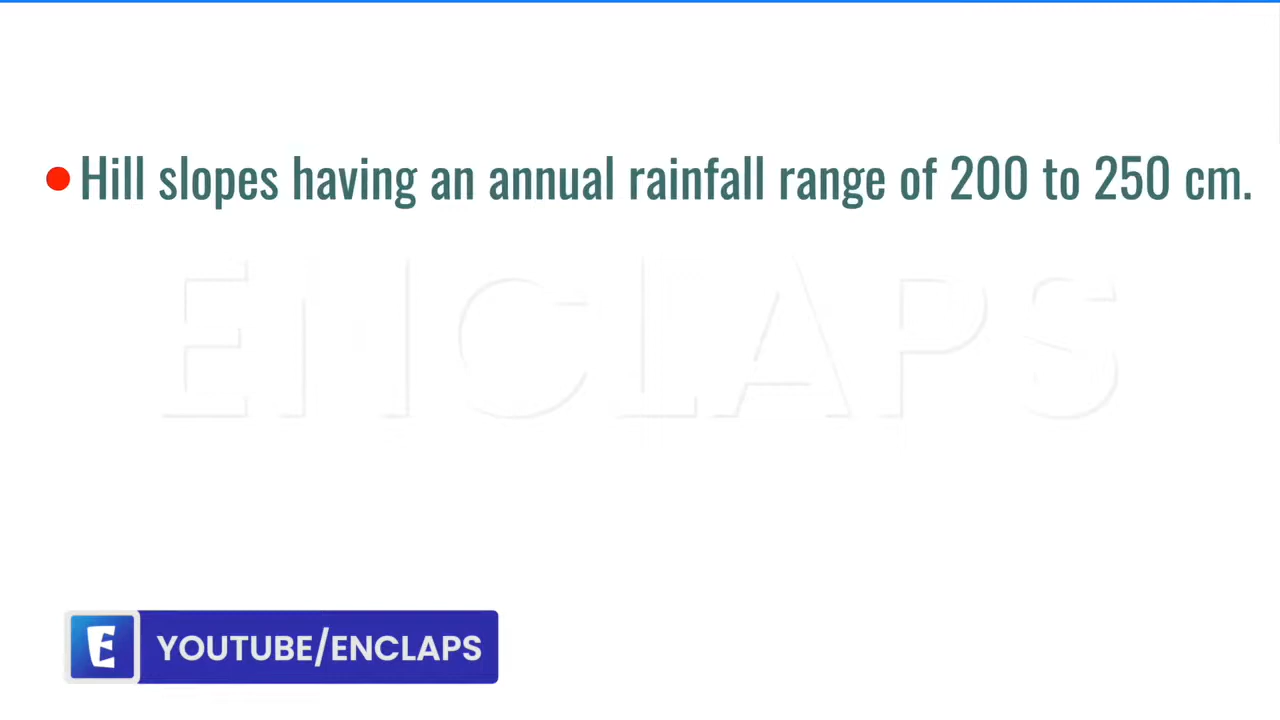 Hill slopes having an annual rainfall range of 200 to 250 cm.
ENCLAPS
E YOUTUBE/ENCLAPS